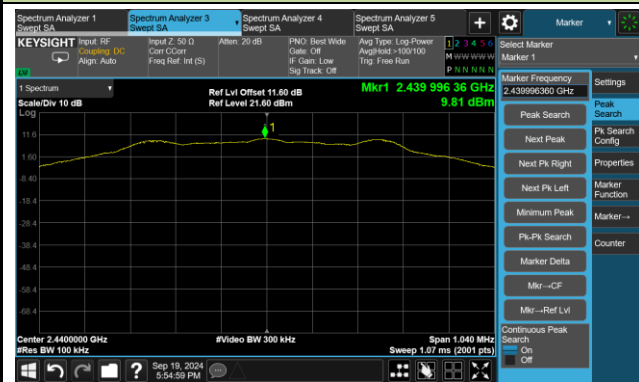 Spectrum Analyzer 1
Swept SA
Spectrum Analyzer 3
Swept SA
Spectrum Analyzer 4
Swept SA
Spectrum Analyzer 5
Swept SA
Marker
KEYSIGHT
Input: RF
Coupling: DC
Align: Auto
Input Z: 50 Ω
Corr CCorr
Freq Ref: Int (S)
Atten: 20 dB
PNO: Best Wide
Gate: Off
IF Gain: Low
Sig Track: Off
Avg Type: Log-Power
Avg|Hold:>100/100
Trig: Free Run
1 2 3 4 5 6
M W W W W W
P N N N N N
Select Marker
Marker 1
LVI
1 Spectrum
Scale/Div 10 dB
Log
Ref Lvl Offset 11.60 dB
Ref Level 21.60 dBm
Mkr1 2.439 996 36 GHz
9.81 dBm
1
11.6
1.60
-8.40
-18.4
-28.4
-38.4
-48.4
-58.4
-68.4
Center 2.4400000 GHz
#Res BW 100 kHz
#Video BW 300 kHz
Span 1.040 MHz
Sweep 1.07 ms (2001 pts)
Marker Frequency
2.439996360 GHz
Peak Search
Next Peak
Next Pk Right
Next Pk Left
Minimum Peak
Pk-Pk Search
Marker Delta
Mkr→CF
Mkr→Ref Lvl
Continuous Peak
Search
On
Off
Settings
Peak
Search
Pk Search
Config
Properties
Marker
Function
Marker→
Counter
?
Sep 19, 2024
5:54:59 PM